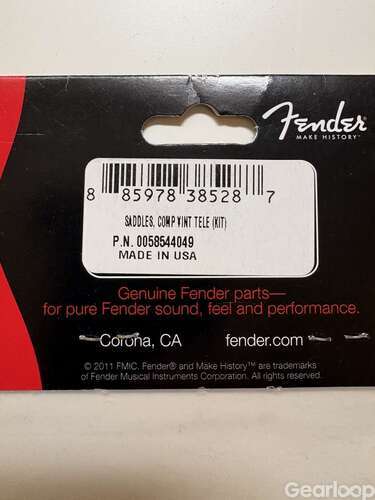 Fender
MAKE HISTORY™
8 85978 38528 7
SADDLES, COMP VINT TELE (KIT)
P.N. 0058544049
MADE IN USA
Genuine Fender parts—
for pure Fender sound, feel and performance.
Corona, CA fender.com
© 2011 FMIC. Fender® and Make History™ are trademarks
of Fender Musical Instruments Corporation. All rights reserved.
Gearloop